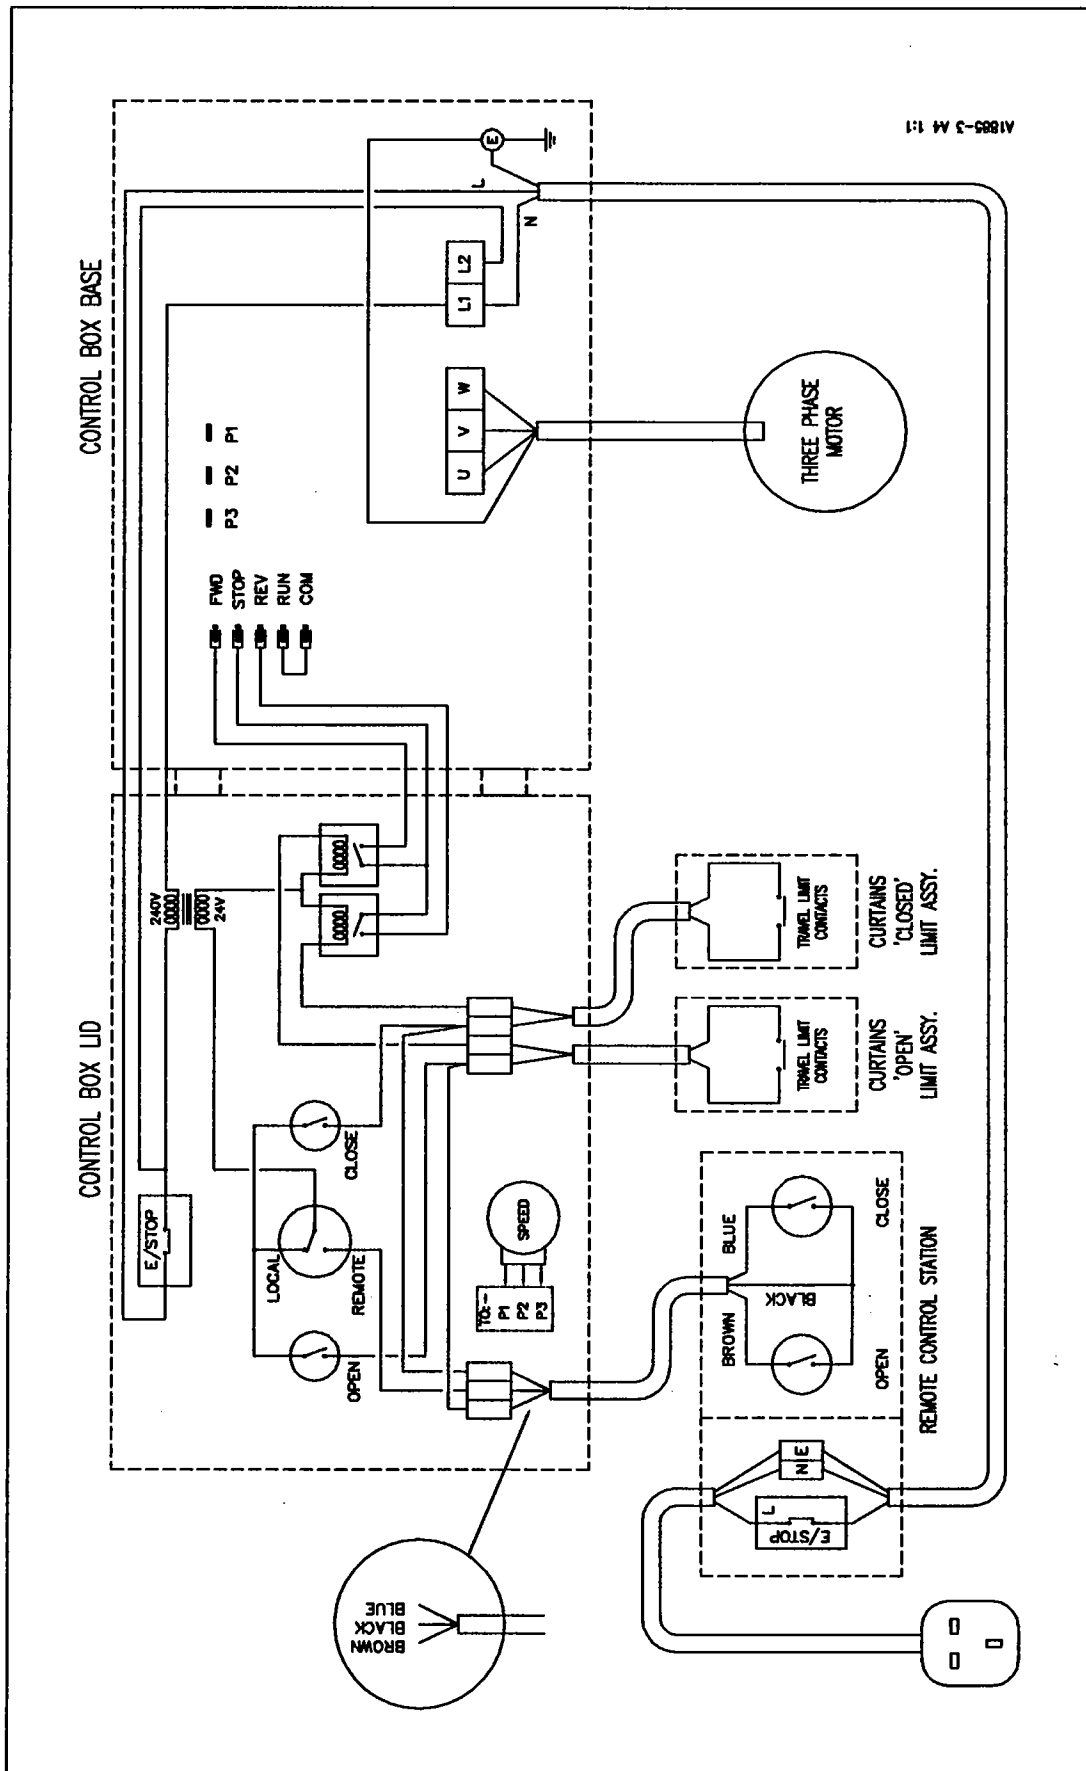 CONTROL BOX LID
CONTROL BOX BASE
E/STOP
240V
24V
LOCAL
REMOTE
OPEN
CLOSE
TO:-
P1
P2
P3
SPEED
FWD
STOP
REV
RUN
COM
P3
P2
P1
U
V
W
L1
L2
L
N
E
THREE PHASE
MOTOR
BROWN
BLACK
BLUE
E/STOP
L
N
E
BROWN
BLACK
BLUE
OPEN
CLOSE
REMOTE CONTROL STATION
TRAVEL LIMIT
CONTACTS
CURTAINS
'OPEN'
LIMIT ASSY.
TRAVEL LIMIT
CONTACTS
CURTAINS
'CLOSED'
LIMIT ASSY.
A1885-3 A4 1:1